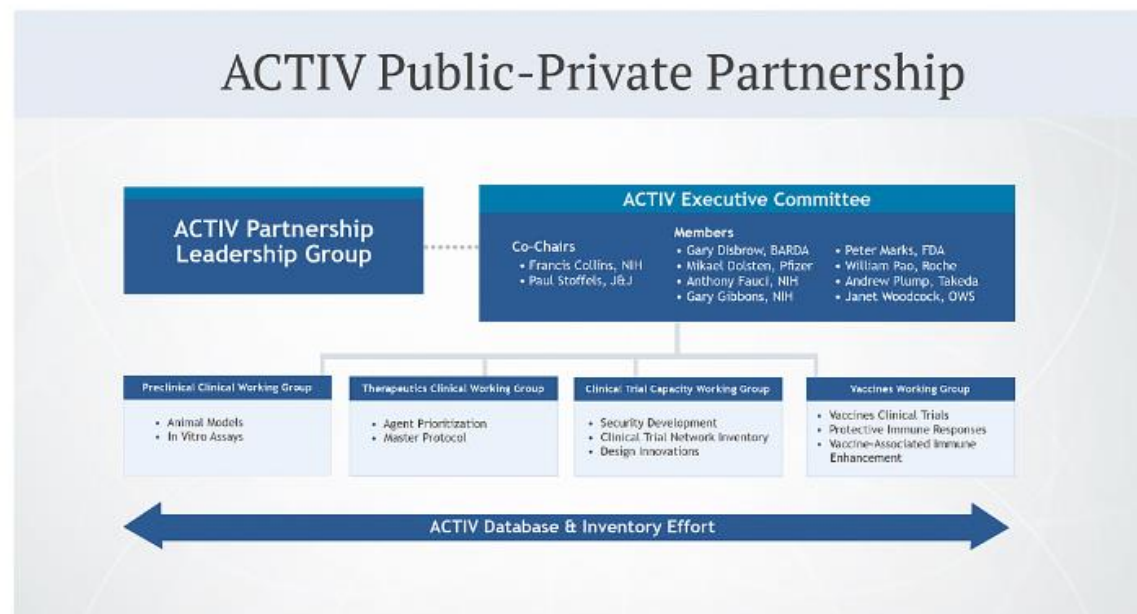 ACTIV Public-Private Partnership
ACTIV Partnership
Leadership Group
ACTIV Executive Committee
Co-Chairs
• Francis Collins, NIH
• Paul Stoffels, J&J
Members
• Gary Disbrow, BARDA
• Mikael Dolsten, Pfizer
• Anthony Fauci, NIH
• Gary Gibbons, NIH
• Peter Marks, FDA
• William Pao, Roche
• Andrew Plump, Takeda
• Janet Woodcock, OWS
Preclinical Clinical Working Group
• Animal Models
• In Vitro Assays
Therapeutics Clinical Working Group
• Agent Prioritization
• Master Protocol
Clinical Trial Capacity Working Group
• Security Development
• Clinical Trial Network Inventory
• Design Innovations
Vaccines Working Group
• Vaccines Clinical Trials
• Protective Immune Responses
• Vaccine-Associated Immune
Enhancement
ACTIV Database & Inventory Effort